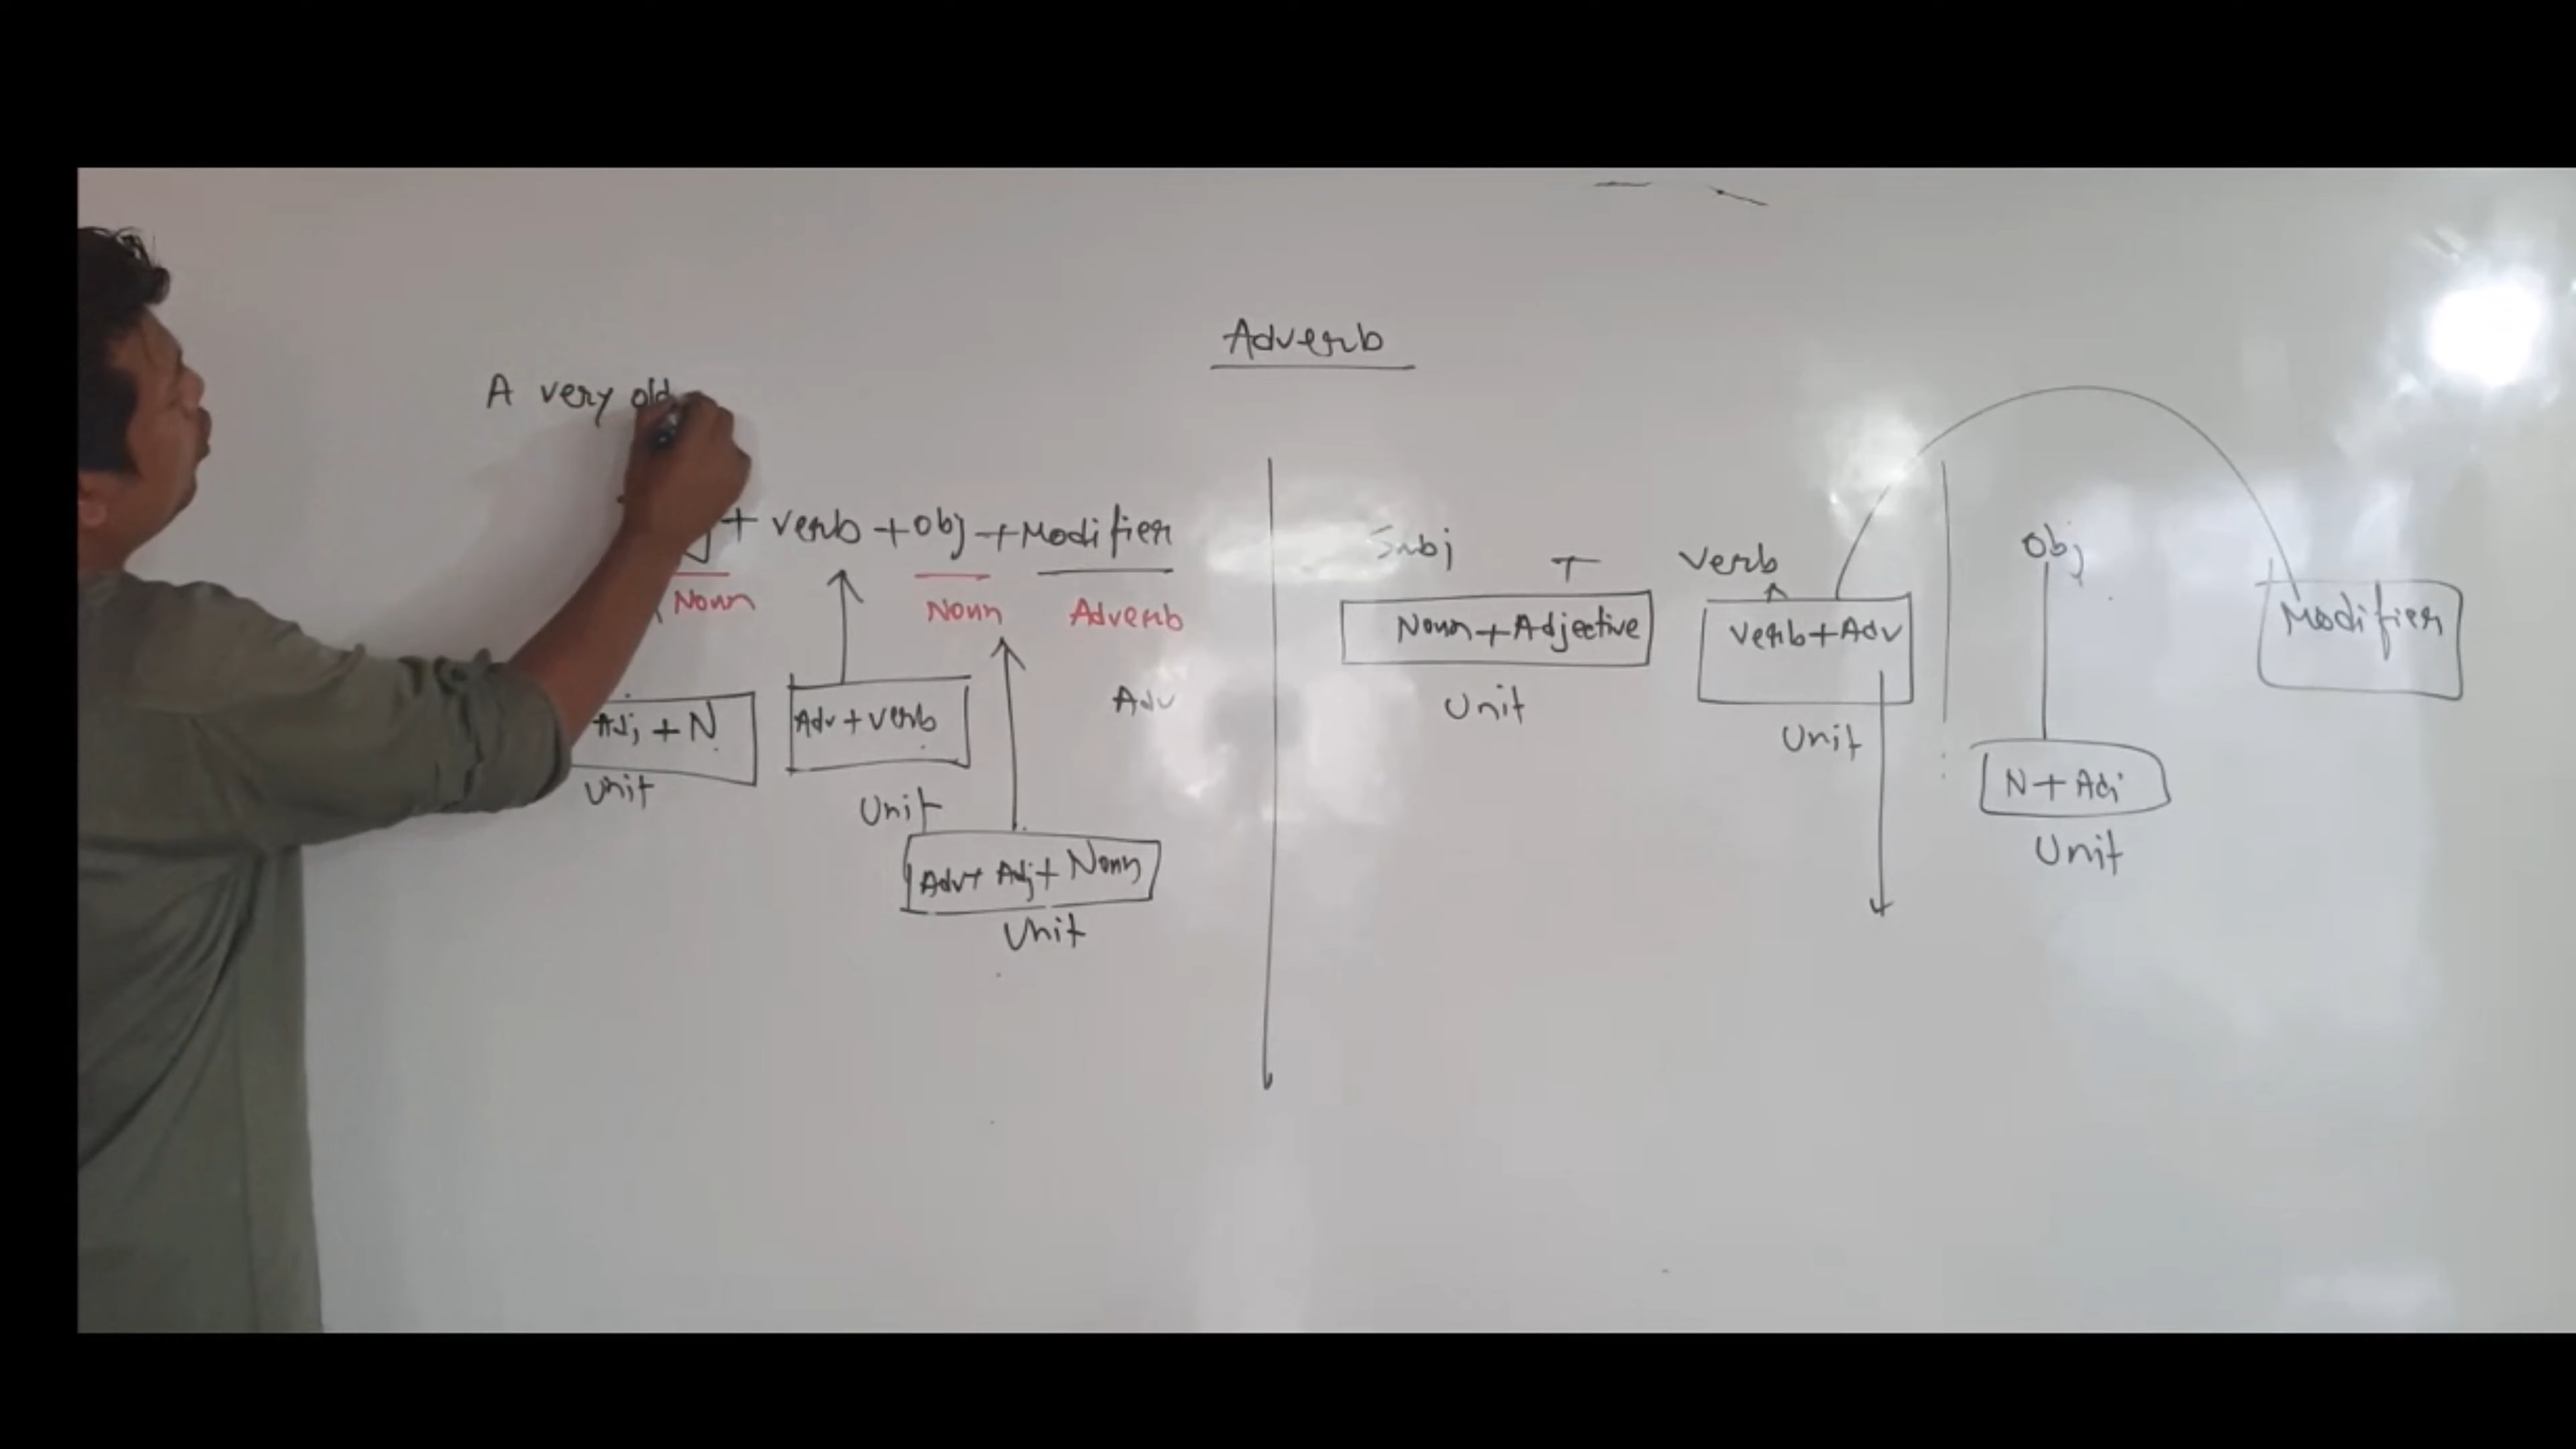 Adverb
A very old
+ verb + obj + Modifier
Noun Noun Adverb
Adj + N
Unit
Adv + verb
Unit
Adv
Adv + Adj + Noun
Unit
Subj + Verb
Noun + Adjective
Unit
Verb + Adv
Unit
Obj
N + Adj
Unit
Modifier